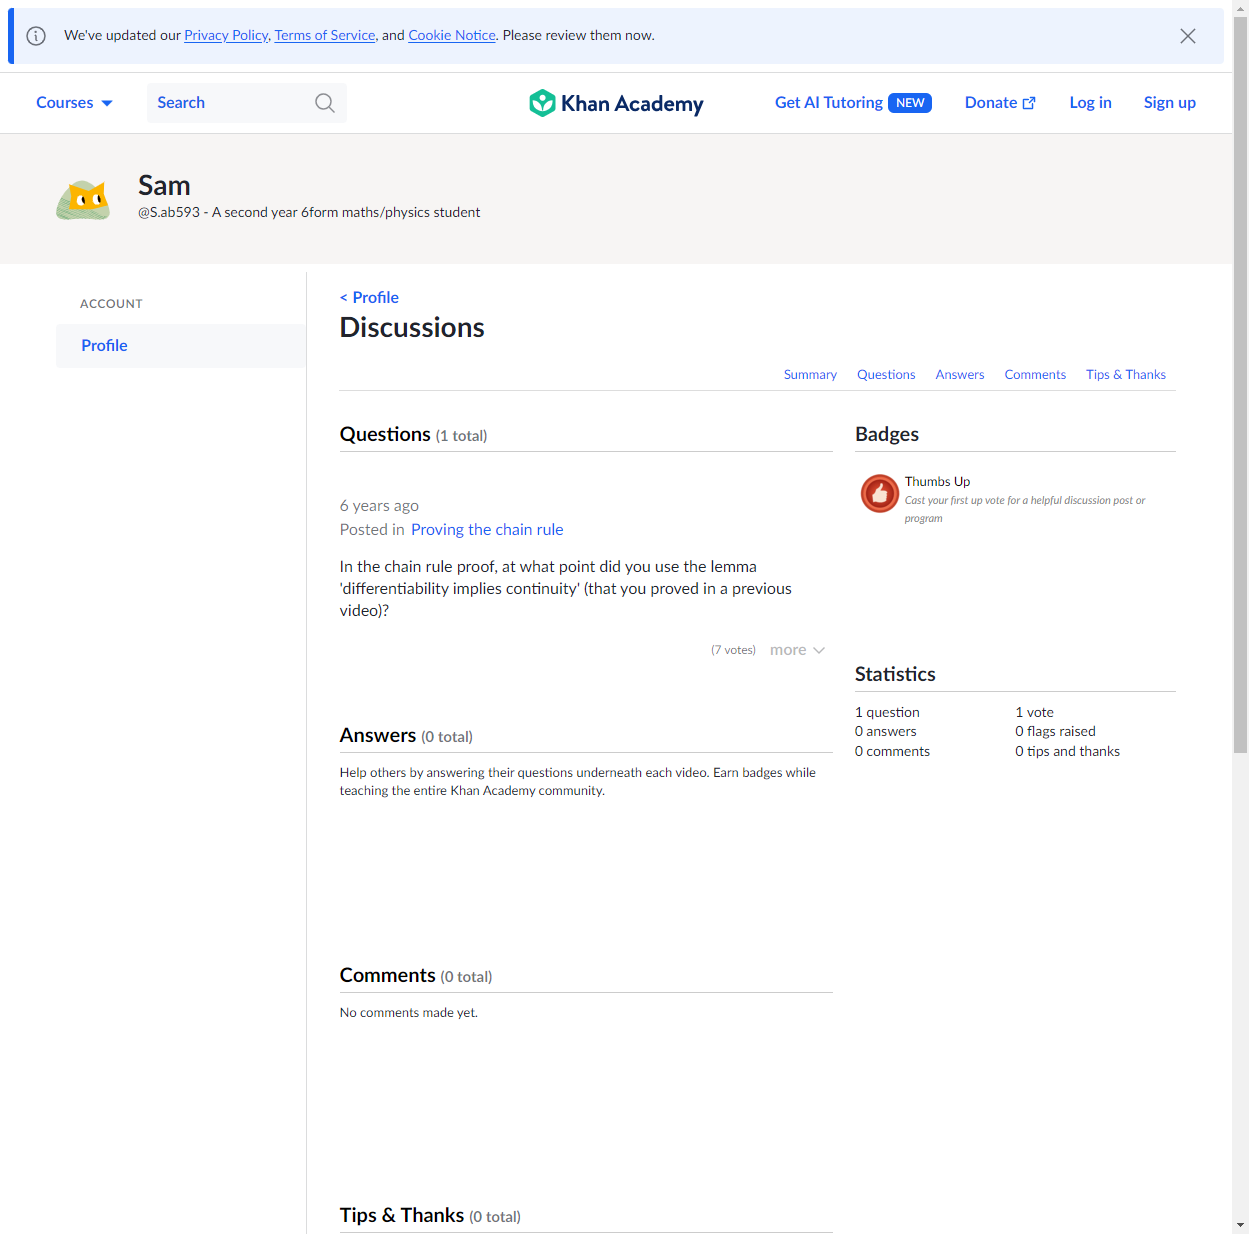 We've updated our Privacy Policy, Terms of Service, and Cookie Notice. Please review them now.
Courses
Search
Khan Academy
Get AI Tutoring NEW
Donate
Log in
Sign up
Sam
@S.ab593 - A second year 6form maths/physics student
ACCOUNT
Profile
< Profile
Discussions
Summary
Questions
Answers
Comments
Tips & Thanks
Questions (1 total)
6 years ago
Posted in Proving the chain rule
In the chain rule proof, at what point did you use the lemma
'differentiability implies continuity' (that you proved in a previous
video)?
(7 votes)
more
Answers (0 total)
Help others by answering their questions underneath each video. Earn badges while
teaching the entire Khan Academy community.
Comments (0 total)
No comments made yet.
Tips & Thanks (0 total)
Badges
Thumbs Up
Cast your first up vote for a helpful discussion post or
program
Statistics
1 question
0 answers
0 comments
1 vote
0 flags raised
0 tips and thanks